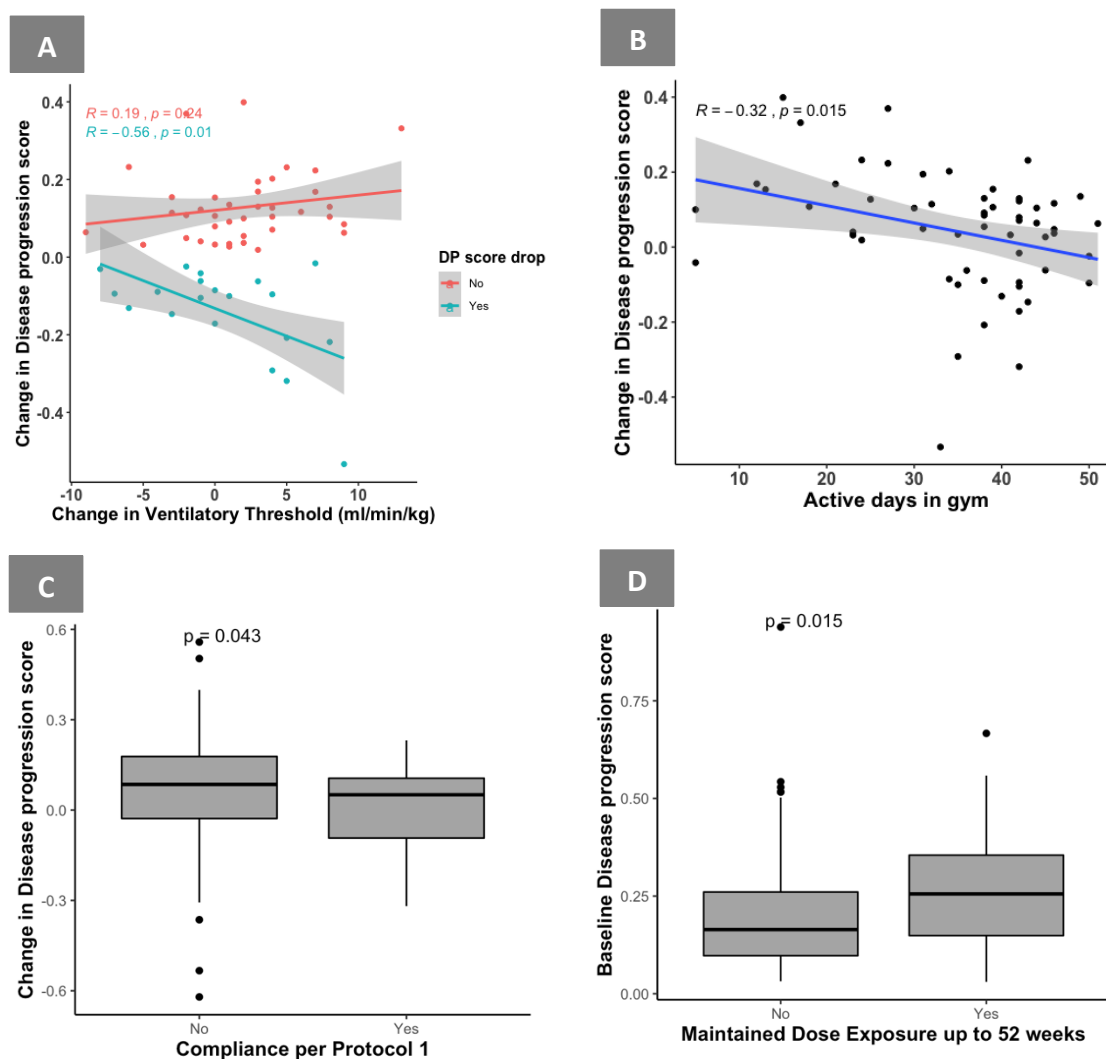 A
R = 0.19 , p = 0.24
R = −0.56 , p = 0.01
0.4
0.2
0.0
-0.2
-0.4
-10
-5
0
5
10
Change in Disease progression score
Change in Ventilatory Threshold (ml/min/kg)
DP score drop
No
Yes
B
R = −0.32 , p = 0.015
0.4
0.2
0.0
-0.2
-0.4
10
20
30
40
50
Change in Disease progression score
Active days in gym
C
p = 0.043
0.6
0.3
0.0
-0.3
-0.6
No
Yes
Change in Disease progression score
Compliance per Protocol 1
D
p = 0.015
0.75
0.50
0.25
0.00
No
Yes
Baseline Disease progression score
Maintained Dose Exposure up to 52 weeks